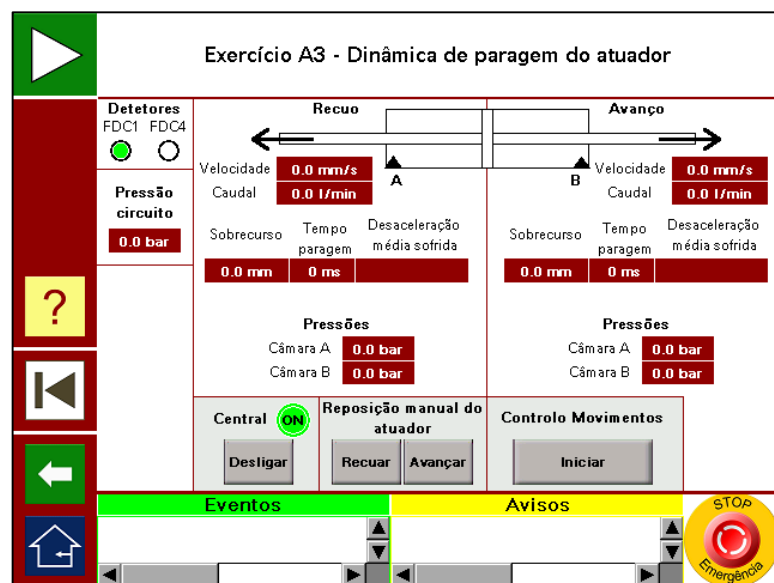 Exercício A3 - Dinâmica de paragem do atuador
Detetores
FDC1 FDC4
Pressão
circuito
0.0 bar
Recuo
Velocidade 0.0 mm/s
Caudal 0.0 l/min
Sobrecurso
Tempo
paragem
Desaceleração
média sofrida
0.0 mm 0 ms
Pressões
Câmara A 0.0 bar
Câmara B 0.0 bar
A
B
Avanço
Velocidade 0.0 mm/s
Caudal 0.0 l/min
Sobrecurso
Tempo
paragem
Desaceleração
média sofrida
0.0 mm 0 ms
Pressões
Câmara A 0.0 bar
Câmara B 0.0 bar
?
Central ON
Desligar
Reposição manual do
atuador
Recuar Avançar
Controlo Movimentos
Iniciar
Eventos
Avisos
STOP
Emergência